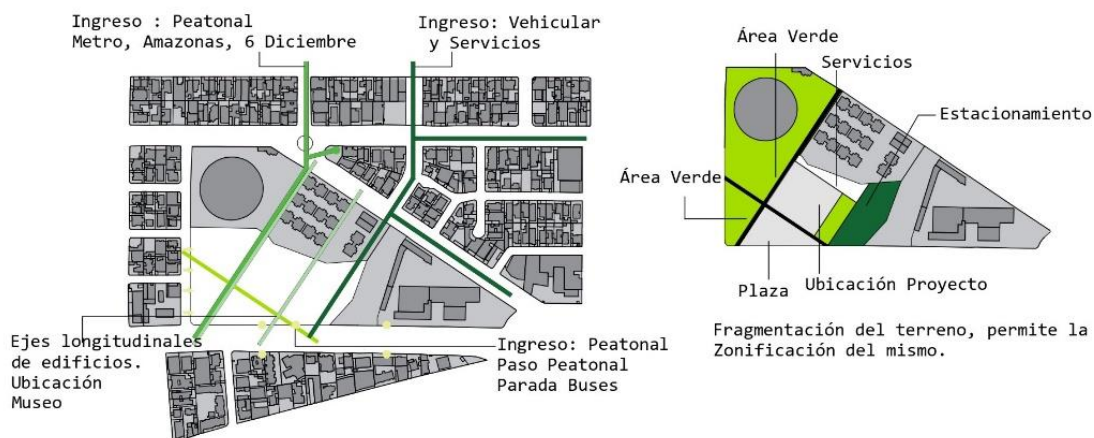 Ingreso : Peatonal
Metro, Amazonas, 6 Diciembre
Ingreso: Vehicular
y Servicios
Ejes longitudinales
de edificios.
Ubicación
Museo
Ingreso: Peatonal
Paso Peatonal
Parada Buses
Área Verde
Servicios
Estacionamiento
Área Verde
Plaza
Ubicación Proyecto
Fragmentación del terreno, permite la
Zonificación del mismo.